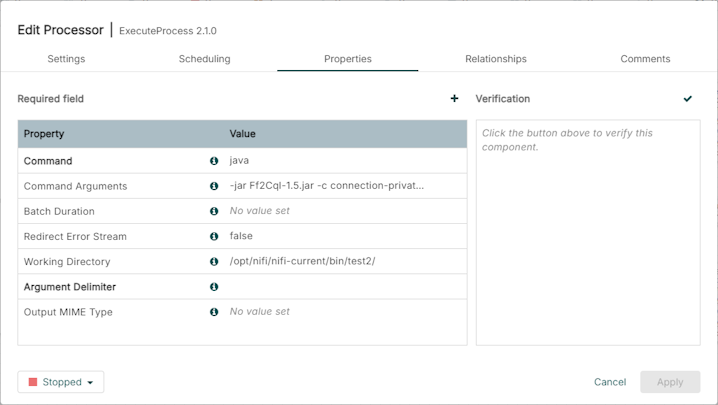 Edit Processor | ExecuteProcess 2.1.0
Settings Scheduling Properties Relationships Comments
Required field
Verification
Property Value
Click the button above to verify this
component.
Command java
Command Arguments -jar Ff2Cql-1.5.jar -c connection-privat...
Batch Duration No value set
Redirect Error Stream false
Working Directory /opt/nifi/nifi-current/bin/test2/
Argument Delimiter
Output MIME Type No value set
Stopped
Cancel Apply